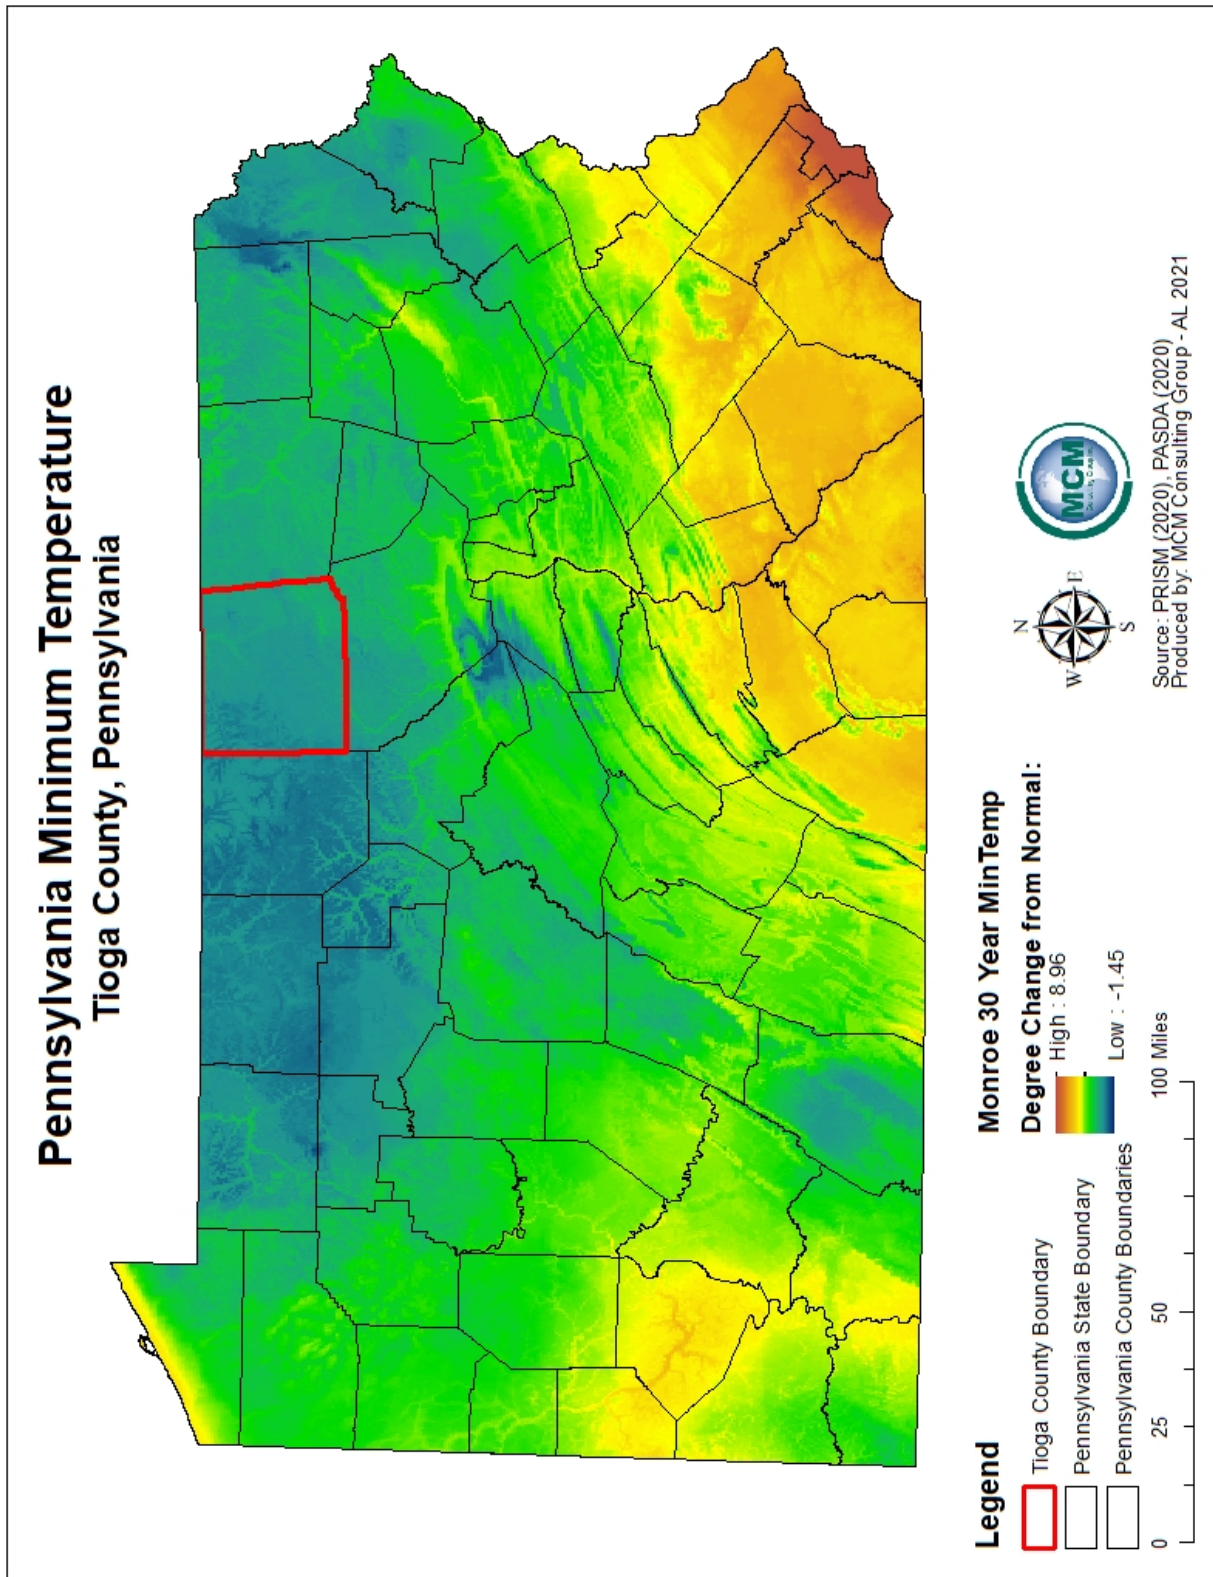 Pennsylvania Minimum Temperature
Tioga County, Pennsylvania
Legend
Tioga County Boundary
Pennsylvania State Boundary
Pennsylvania County Boundaries
Monroe 30 Year MinTemp
Degree Change from Normal:
High : 8.96
Low : -1.45
0 25 50 100 Miles
N
W E
S
MCM
Source: PRISM (2020), PASDA (2020)
Produced by: MCM Consulting Group - AL 2021